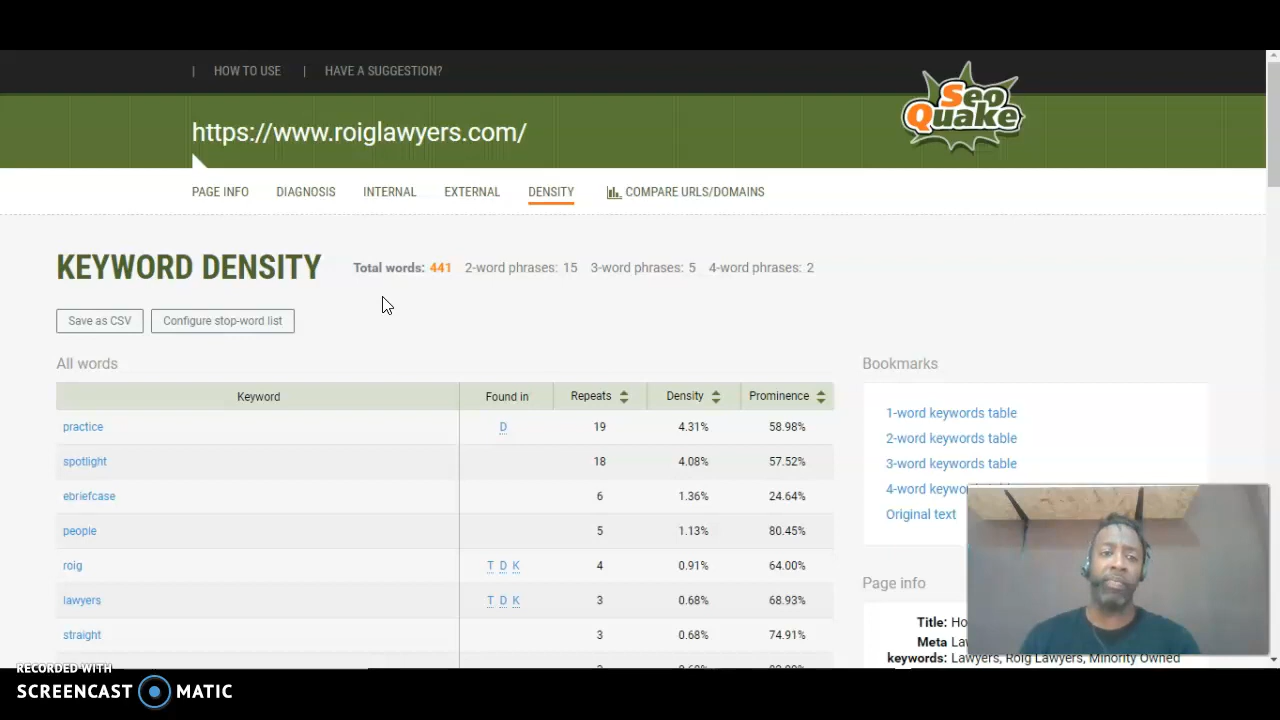 | HOW TO USE | HAVE A SUGGESTION?
Seo
Quake
https://www.roiglawyers.com/
PAGE INFO DIAGNOSIS INTERNAL EXTERNAL DENSITY COMPARE URLS/DOMAINS
KEYWORD DENSITY Total words: 441 2-word phrases: 15 3-word phrases: 5 4-word phrases: 2
Save as CSV Configure stop-word list
All words
Bookmarks
Keyword Found in Repeats Density Prominence
practice D 19 4.31% 58.98%
spotlight 18 4.08% 57.52%
ebriefcase 6 1.36% 24.64%
people 5 1.13% 80.45%
roig T D K 4 0.91% 64.00%
lawyers T D K 3 0.68% 68.93%
straight 3 0.68% 74.91%
1-word keywords table
2-word keywords table
3-word keywords table
4-word
Original text
Page info
Title:
Meta
keywords: Lawyers, Roig Lawyers, Minority Owned
RECORDED WITH
SCREENCAST MATIC